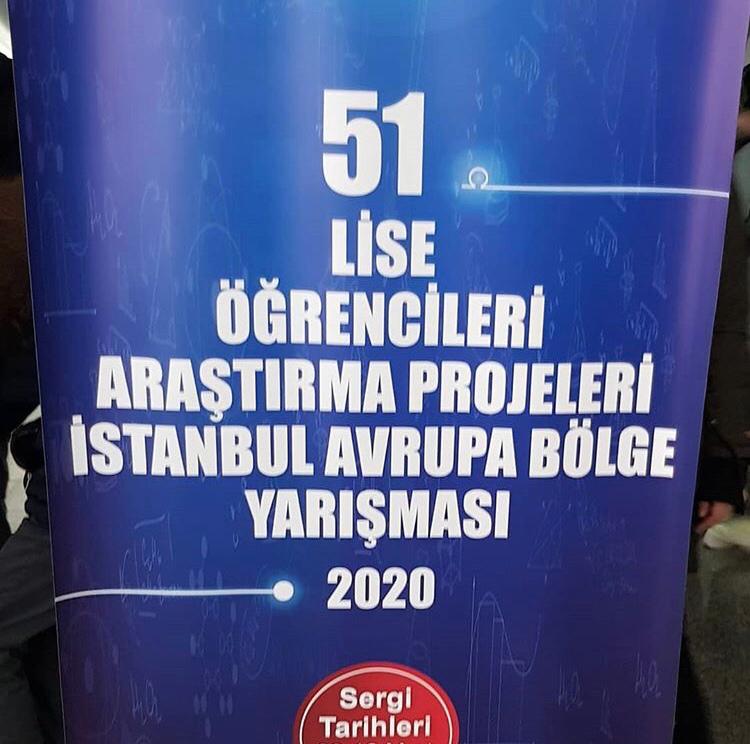 51
LİSE
ÖĞRENCİLERİ
ARAŞTIRMA PROJELERİ
İSTANBUL AVRUPA BÖLGE
YARIŞMASI
2020
Sergi
Tarihleri